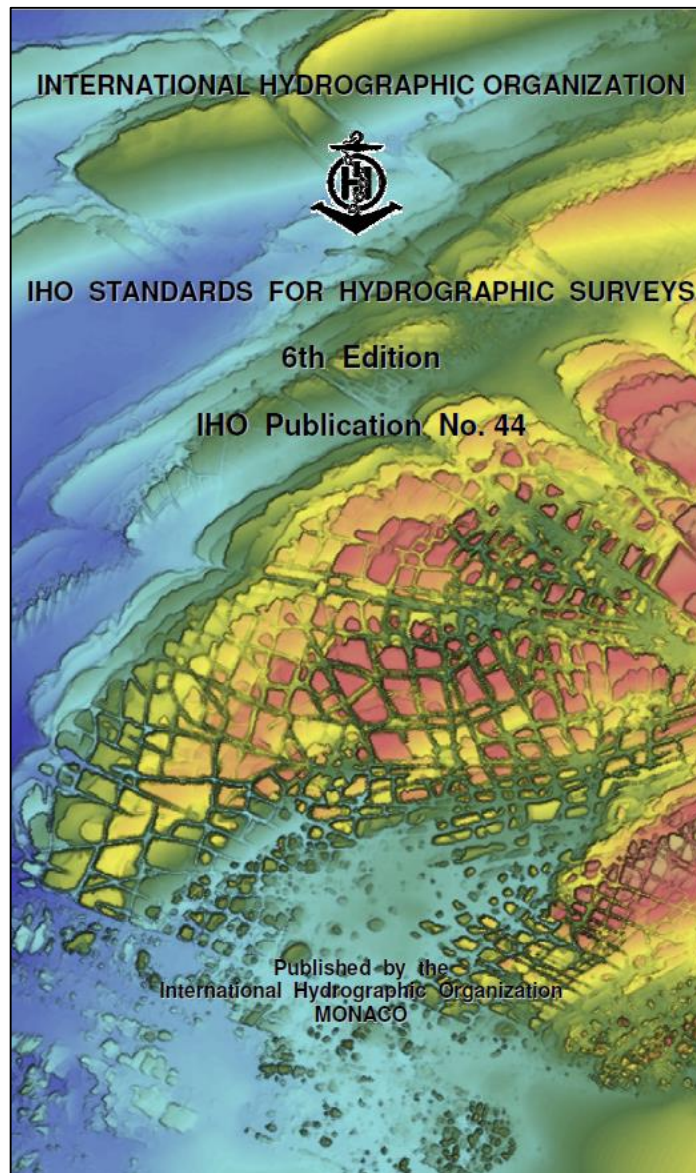 INTERNATIONAL HYDROGRAPHIC ORGANIZATION
H
IHO STANDARDS FOR HYDROGRAPHIC SURVEYS
6th Edition
IHO Publication No. 44
Published by the
International Hydrographic Organization
MONACO